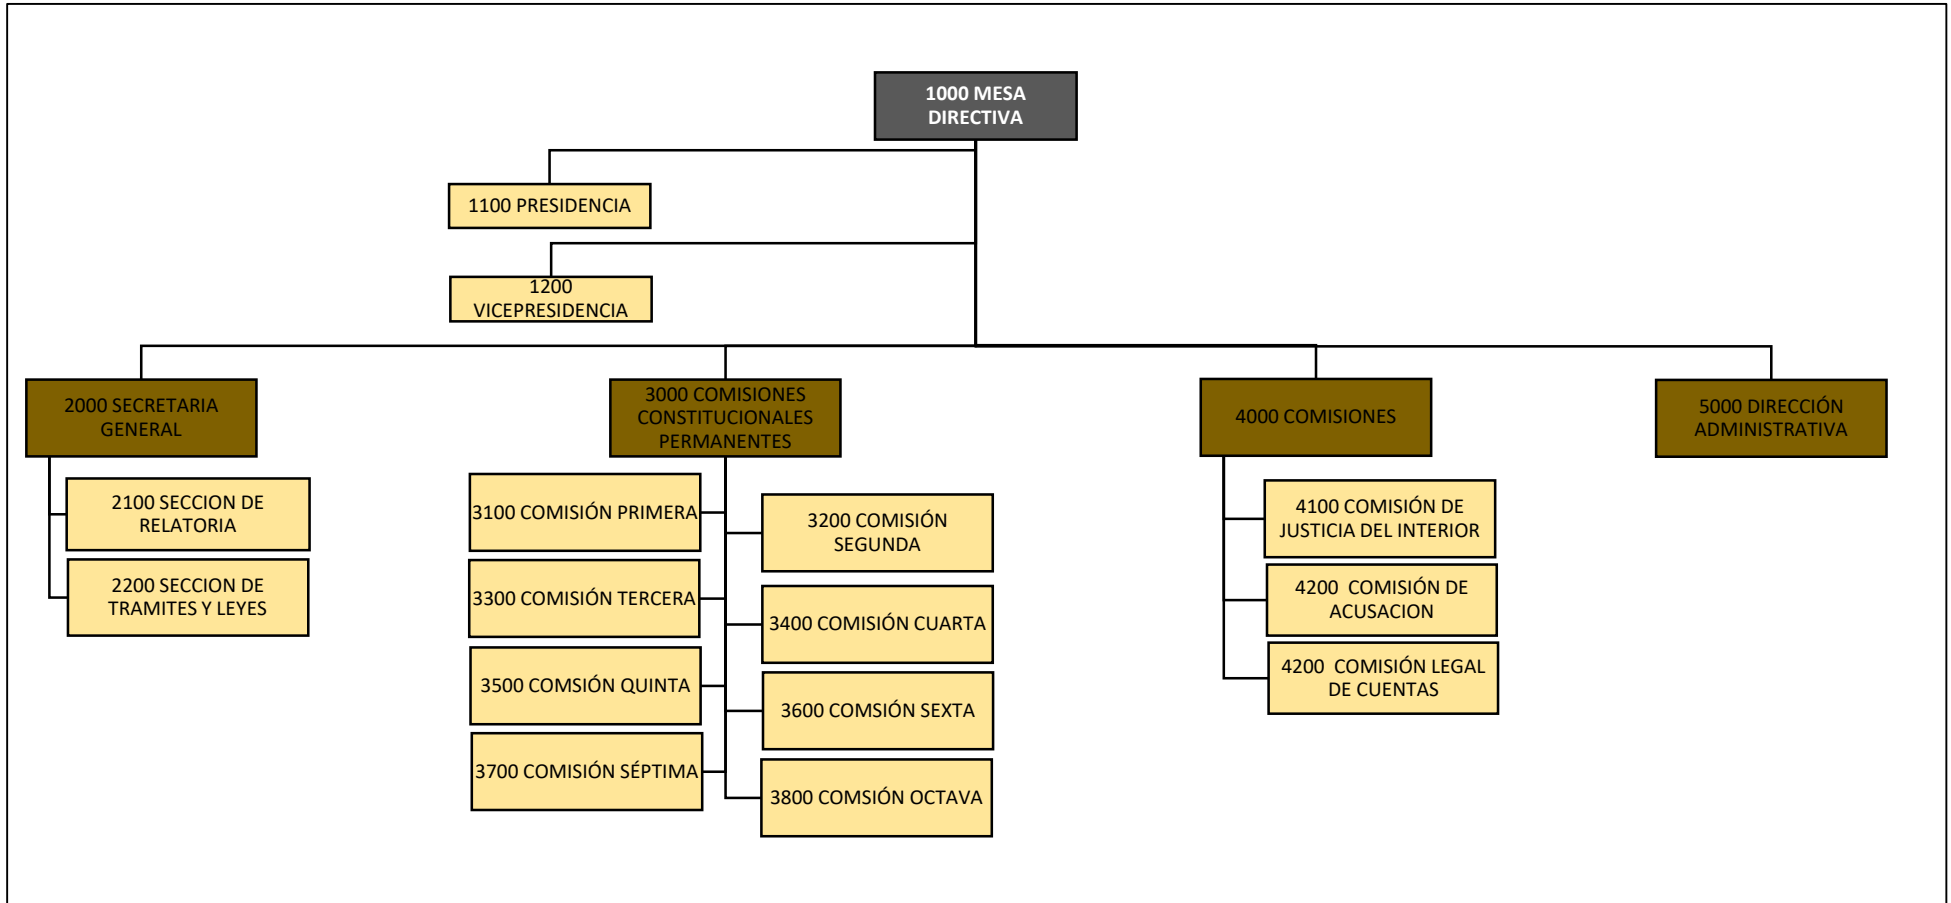 1000 MESA
DIRECTIVA
1100 PRESIDENCIA
1200
VICEPRESIDENCIA
2000 SECRETARIA
GENERAL
2100 SECCION DE
RELATORIA
2200 SECCION DE
TRAMITES Y LEYES
3000 COMISIONES
CONSTITUCIONALES
PERMANENTES
3100 COMISIÓN PRIMERA
3200 COMISIÓN
SEGUNDA
3300 COMISIÓN TERCERA
3400 COMISIÓN CUARTA
3500 COMSIÓN QUINTA
3600 COMSIÓN SEXTA
3700 COMISIÓN SÉPTIMA
3800 COMSIÓN OCTAVA
4000 COMISIONES
4100 COMISIÓN DE
JUSTICIA DEL INTERIOR
4200 COMISIÓN DE
ACUSACION
4200 COMISIÓN LEGAL
DE CUENTAS
5000 DIRECCIÓN
ADMINISTRATIVA